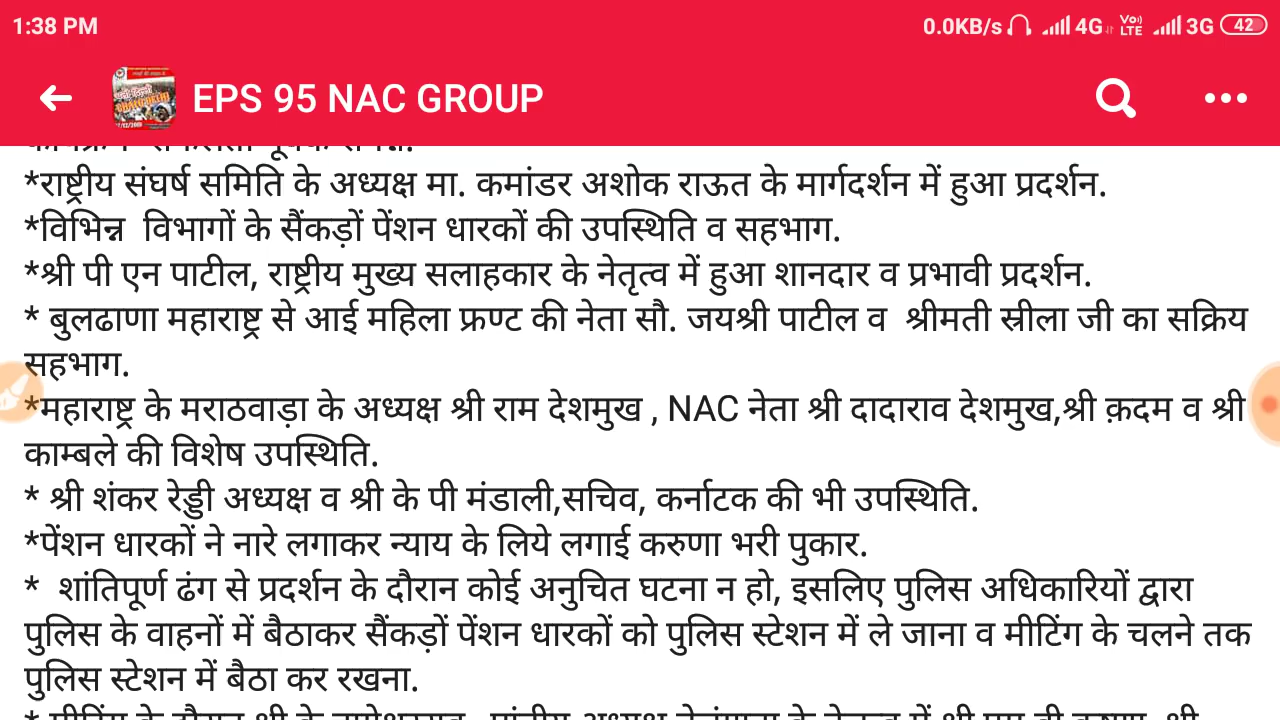 1:38 PM 0.0KB/s 4G Vo)) LTE 3G 42
EPS 95 NAC GROUP
*राष्ट्रीय संघर्ष समिति के अध्यक्ष मा. कमांडर अशोक राऊत के मार्गदर्शन में हुआ प्रदर्शन.
*विभिन्न  विभागों के सैंकड़ों पेंशन धारकों की उपस्थिति व सहभाग.
*श्री पी एन पाटील, राष्ट्रीय मुख्य सलाहकार के नेतृत्व में हुआ शानदार व प्रभावी प्रदर्शन.
* बुलढाणा महाराष्ट्र से आई महिला फ्रण्ट की नेता सौ. जयश्री पाटील व  श्रीमती स्रीला जी का सक्रिय
सहभाग.
*महाराष्ट्र के मराठवाड़ा के अध्यक्ष श्री राम देशमुख , NAC नेता श्री दादाराव देशमुख,श्री क़दम व श्री
काम्बले की विशेष उपस्थिति.
* श्री शंकर रेड्डी अध्यक्ष व श्री के पी मंडाली,सचिव, कर्नाटक की भी उपस्थिति.
*पेंशन धारकों ने नारे लगाकर न्याय के लिये लगाई करुणा भरी पुकार.
*  शांतिपूर्ण ढंग से प्रदर्शन के दौरान कोई अनुचित घटना न हो, इसलिए पुलिस अधिकारियों द्वारा
पुलिस के वाहनों में बैठाकर सैंकड़ों पेंशन धारकों को पुलिस स्टेशन में ले जाना व मीटिंग के चलने तक
पुलिस स्टेशन में बैठा कर रखना.